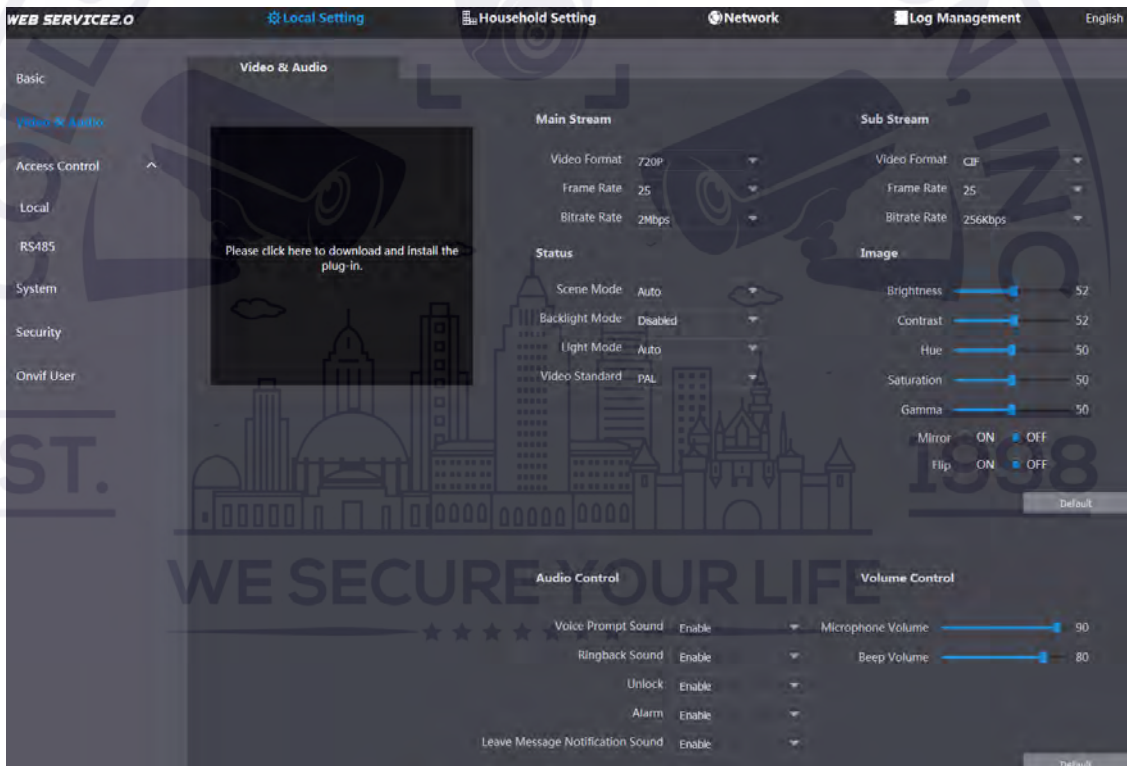 WEB SERVICE2.0 Local Setting Household Setting Network Log Management English
Basic
Video & Audio
Access Control
Local
RS485
System
Security
Onvif User
Video & Audio
Please click here to download and install the
plug-in.
Main Stream
Video Format 720P
Frame Rate 25
Bitrate Rate 2Mbps
Sub Stream
Video Format CIF
Frame Rate 25
Bitrate Rate 256Kbps
Status
Scene Mode Auto
Backlight Mode Disabled
Light Mode Auto
Video Standard PAL
Image
Brightness 52
Contrast 52
Hue 50
Saturation 50
Gamma 50
Mirror ON OFF
Flip ON OFF
Default
Audio Control
Voice Prompt Sound Enable
Ringback Sound Enable
Unlock Enable
Alarm Enable
Leave Message Notification Sound Enable
Volume Control
Microphone Volume 90
Beep Volume 80
Default
EST.
1998
WE SECURE YOUR LIFE
INC